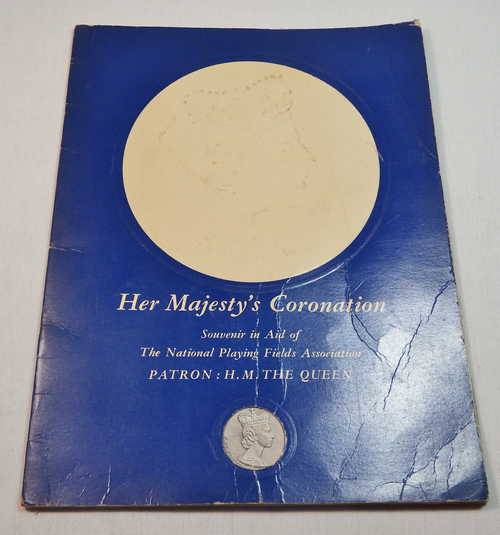 Her Majesty's Coronation
Souvenir in Aid of
The National Playing Fields Association
PATRON : H.M. THE QUEEN